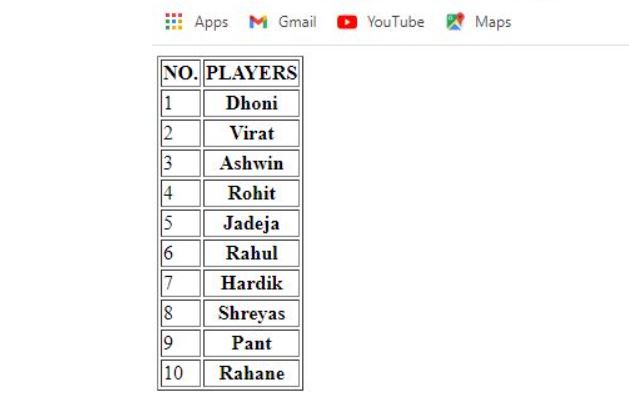 Apps Gmail YouTube Maps
NO. PLAYERS
1 Dhoni
2 Virat
3 Ashwin
4 Rohit
5 Jadeja
6 Rahul
7 Hardik
8 Shreyas
9 Pant
10 Rahane